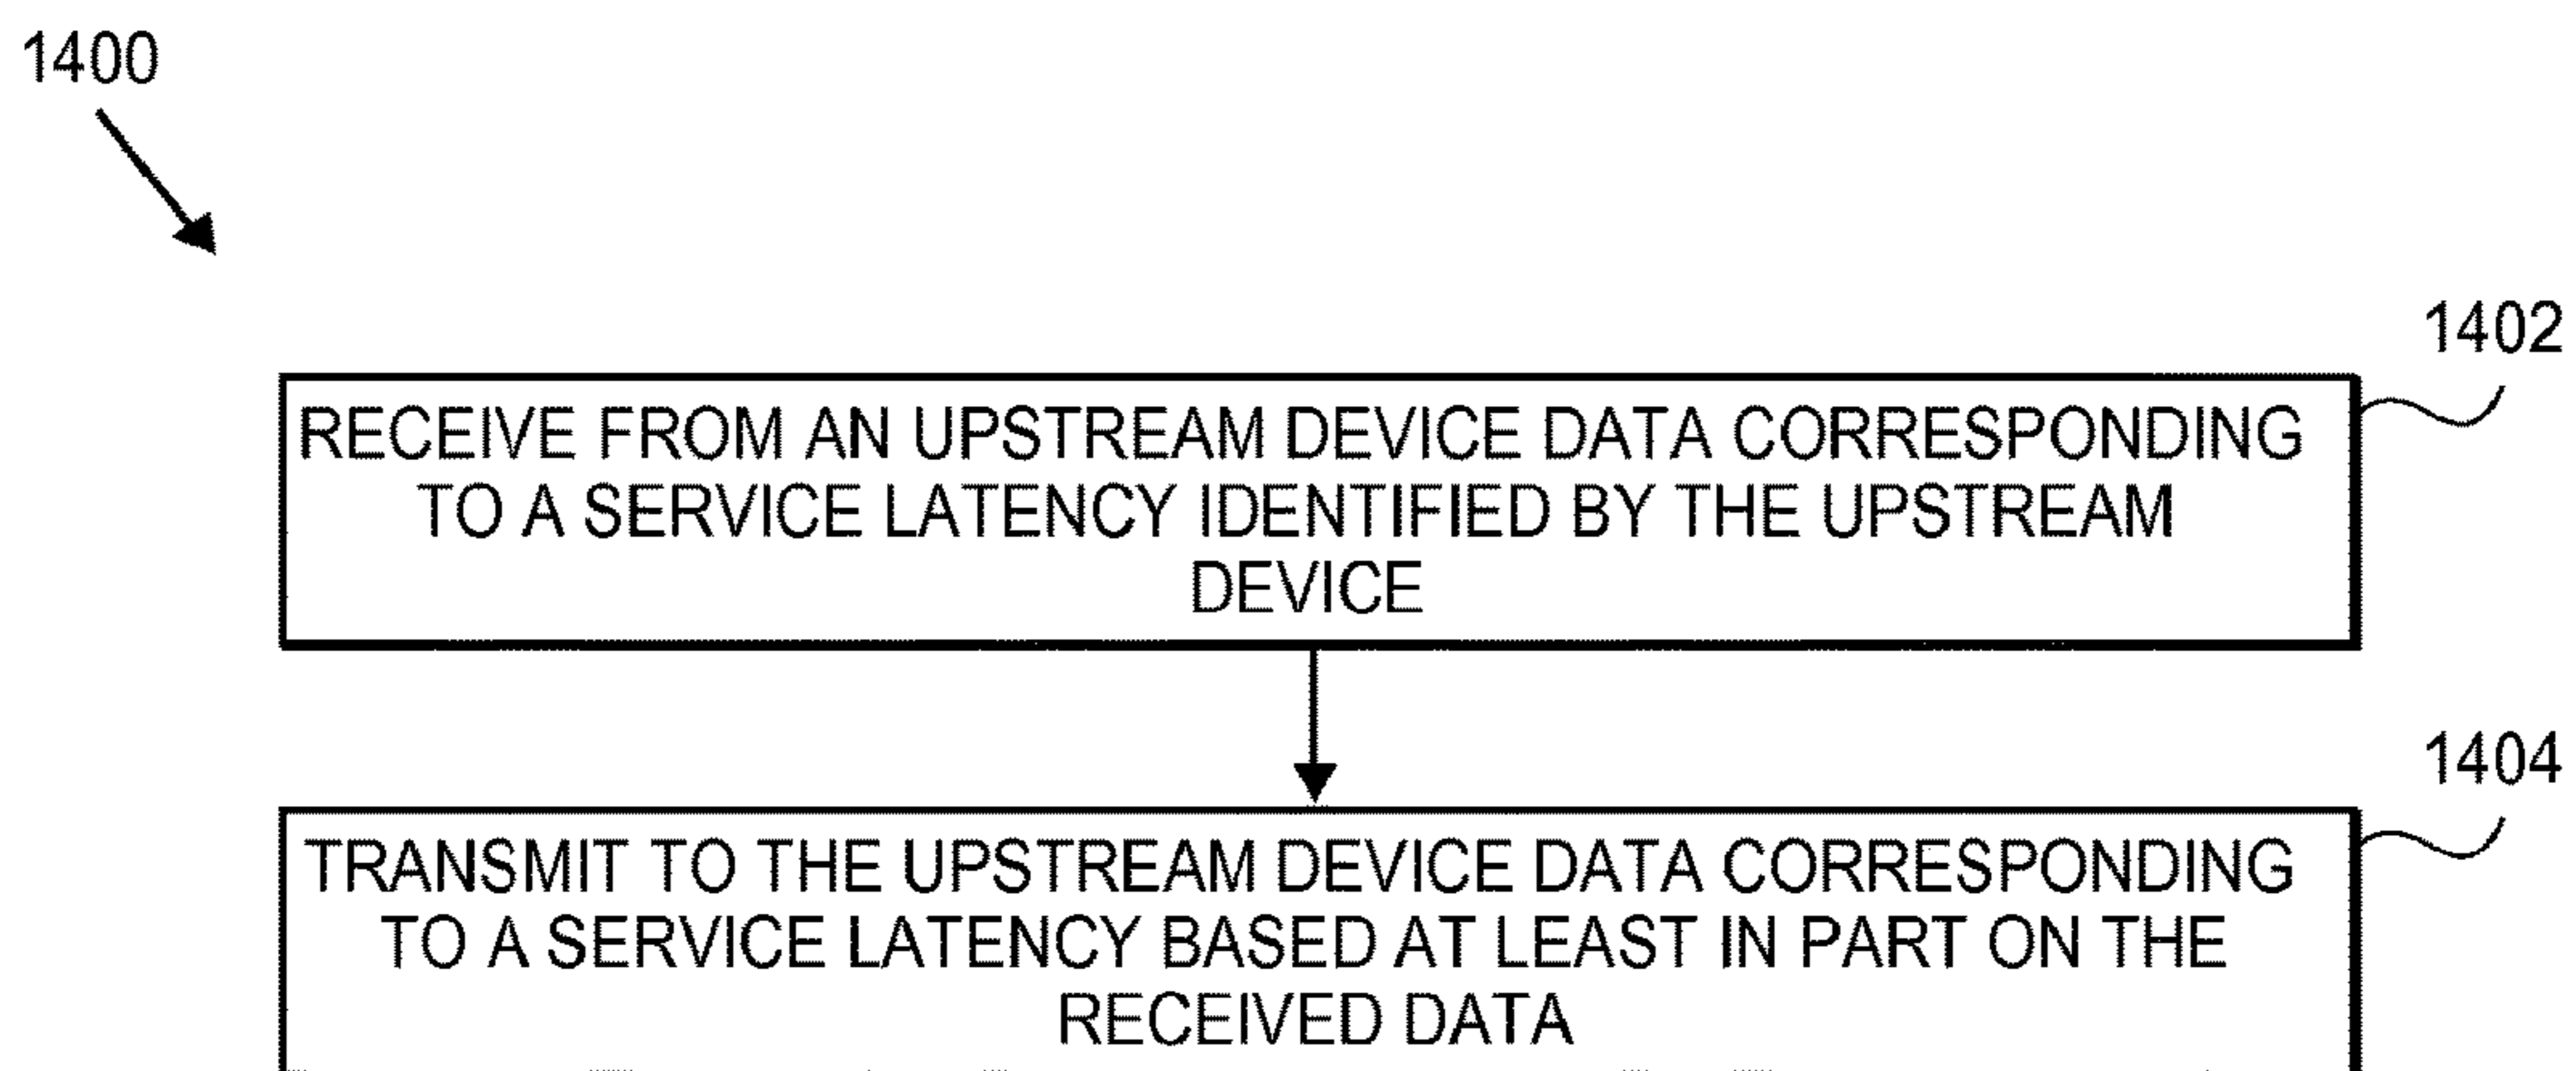 1400
1402
RECEIVE FROM AN UPSTREAM DEVICE DATA CORRESPONDING
TO A SERVICE LATENCY IDENTIFIED BY THE UPSTREAM
DEVICE
1404
TRANSMIT TO THE UPSTREAM DEVICE DATA CORRESPONDING
TO A SERVICE LATENCY BASED AT LEAST IN PART ON THE
RECEIVED DATA